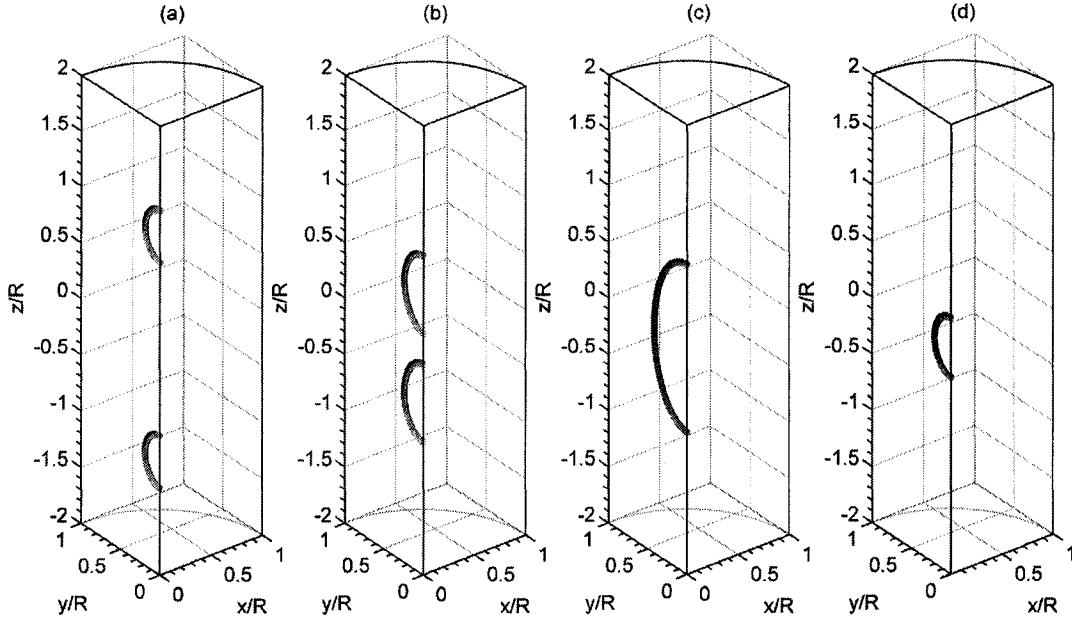 (a) (b) (c) (d)
2 2 2 2
1.5 1.5 1.5 1.5
1 1 1 1
0.5 0.5 0.5 0.5
z/R 0 z/R 0 z/R 0 z/R 0
-0.5 -0.5 -0.5 -0.5
-1 -1 -1 -1
-1.5 -1.5 -1.5 -1.5
-2 -2 -2 -2
1 1 1 1 1 1 1 1
0.5 0.5 0.5 0.5 0.5 0.5 0.5 0.5
0 0 0 0 0 0 0 0
y/R x/R y/R x/R y/R x/R y/R x/R